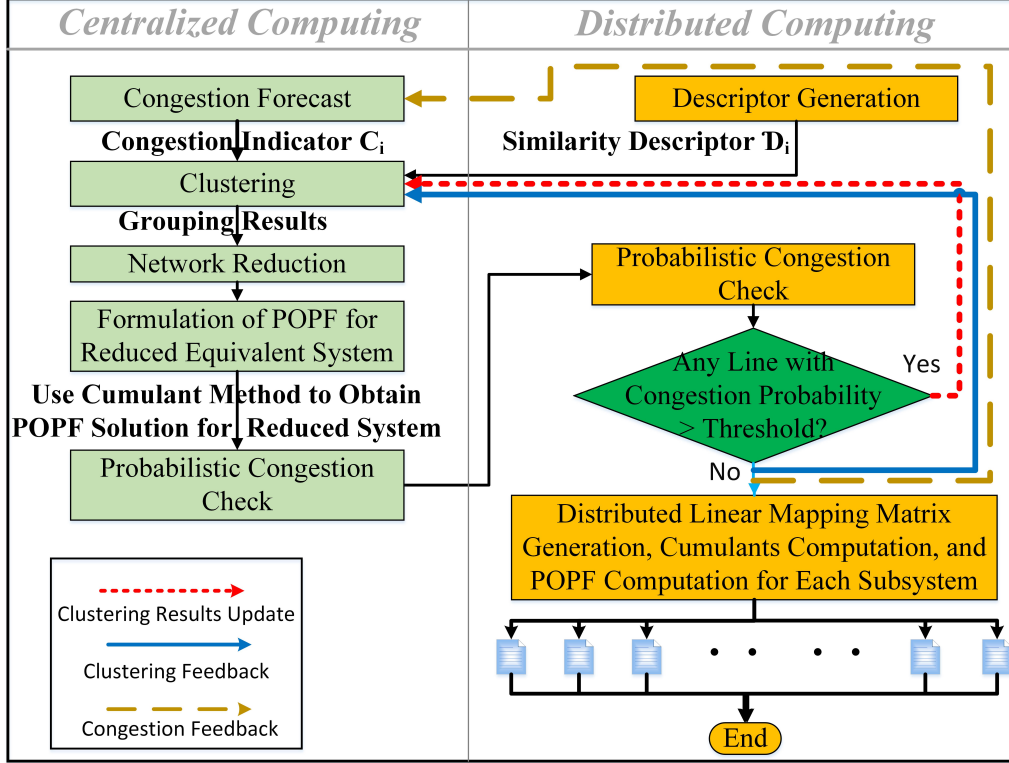 Centralized Computing
Distributed Computing
Congestion Forecast
Descriptor Generation
Congestion Indicator Cᵢ
Similarity Descriptor Dᵢ
Clustering
Grouping Results
Network Reduction
Probabilistic Congestion
Check
Formulation of POPF for
Reduced Equivalent System
Any Line with
Congestion Probability
> Threshold?
Yes
Use Cumulant Method to Obtain
POPF Solution for Reduced System
Probabilistic Congestion
Check
No
Distributed Linear Mapping Matrix
Generation, Cumulants Computation, and
POPF Computation for Each Subsystem
Clustering Results Update
Clustering Feedback
Congestion Feedback
End